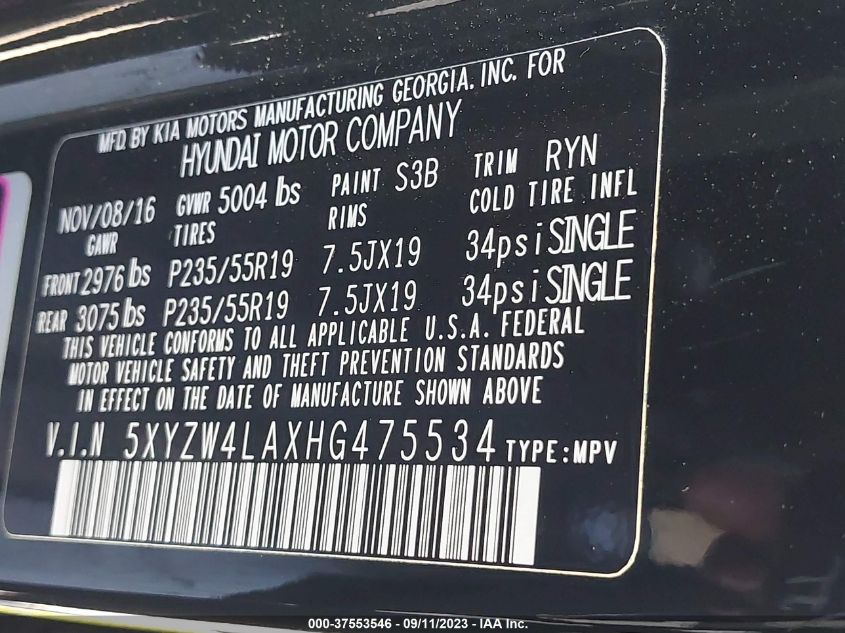 MFD BY KIA MOTORS MANUFACTURING GEORGIA. INC. FOR
HYUNDAI MOTOR COMPANY
NOV/08/16 GVWR 5004 lbs PAINT S3B TRIM RYN
GAWR TIRES RIMS COLD TIRE INFL
FRONT 2976 lbs P235/55R19 7.5JX19 34psi SINGLE
REAR 3075 lbs P235/55R19 7.5JX19 34psi SINGLE
THIS VEHICLE CONFORMS TO ALL APPLICABLE U.S.A. FEDERAL
MOTOR VEHICLE SAFETY AND THEFT PREVENTION STANDARDS
IN EFFECT ON THE DATE OF MANUFACTURE SHOWN ABOVE
V.I.N 5XYZW4LAXHG475534 TYPE:MPV
000-37553546 - 09/11/2023 - IAA Inc.